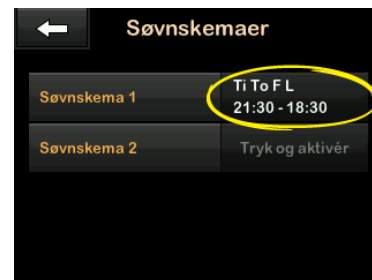 Søvnskemaer
Søvnskema 1
Ti To F L
21:30 - 18:30
Søvnskema 2
Tryk og aktivér